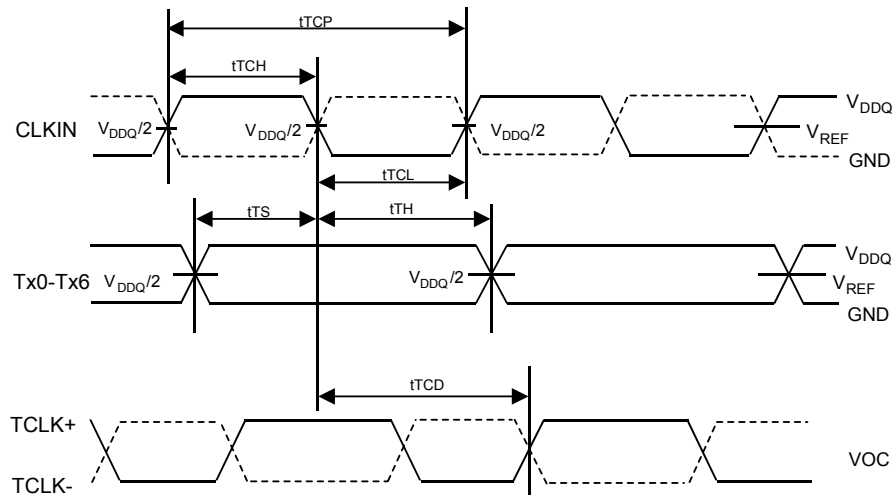 tTCP
tTCH
CLKIN
V_DDQ/2
V_DDQ/2
V_DDQ/2
V_DDQ
V_REF
GND
tTCL
tTS
tTH
Tx0-Tx6
V_DDQ/2
V_DDQ/2
V_DDQ
V_REF
GND
tTCD
TCLK+
TCLK-
VOC